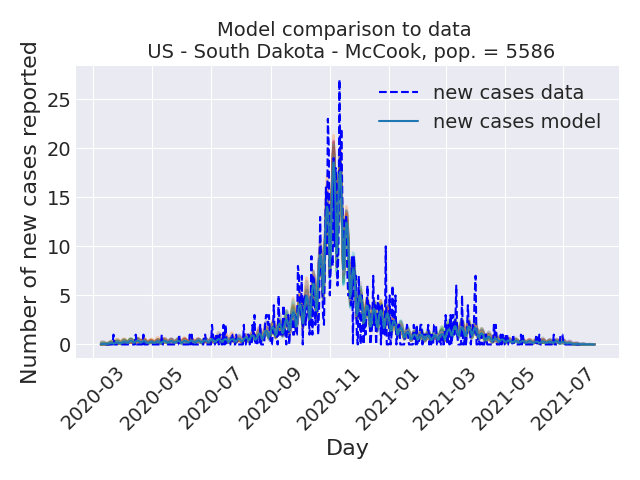 Model comparison to data
US - South Dakota - McCook, pop. = 5586
Number of new cases reported
25
20
15
10
5
0
new cases data
new cases model
2020-03
2020-05
2020-07
2020-09
2020-11
2021-01
2021-03
2021-05
2021-07
Day